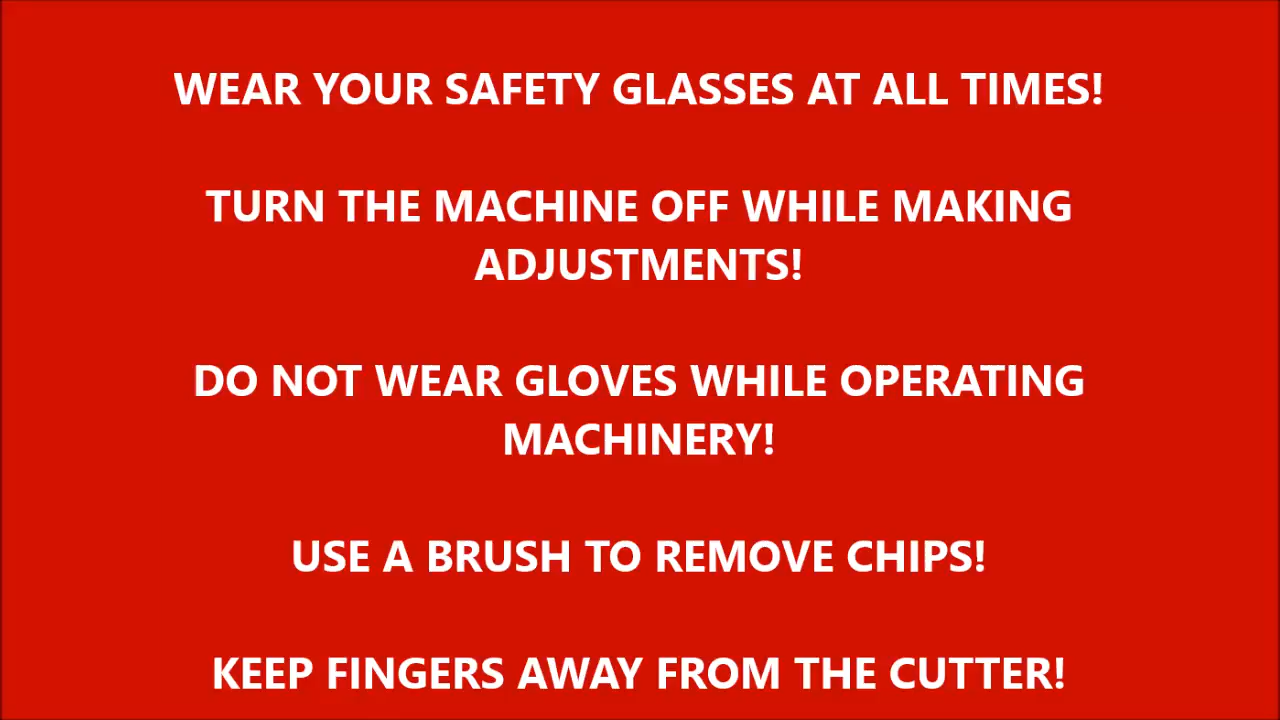 WEAR YOUR SAFETY GLASSES AT ALL TIMES!
TURN THE MACHINE OFF WHILE MAKING
ADJUSTMENTS!
DO NOT WEAR GLOVES WHILE OPERATING
MACHINERY!
USE A BRUSH TO REMOVE CHIPS!
KEEP FINGERS AWAY FROM THE CUTTER!